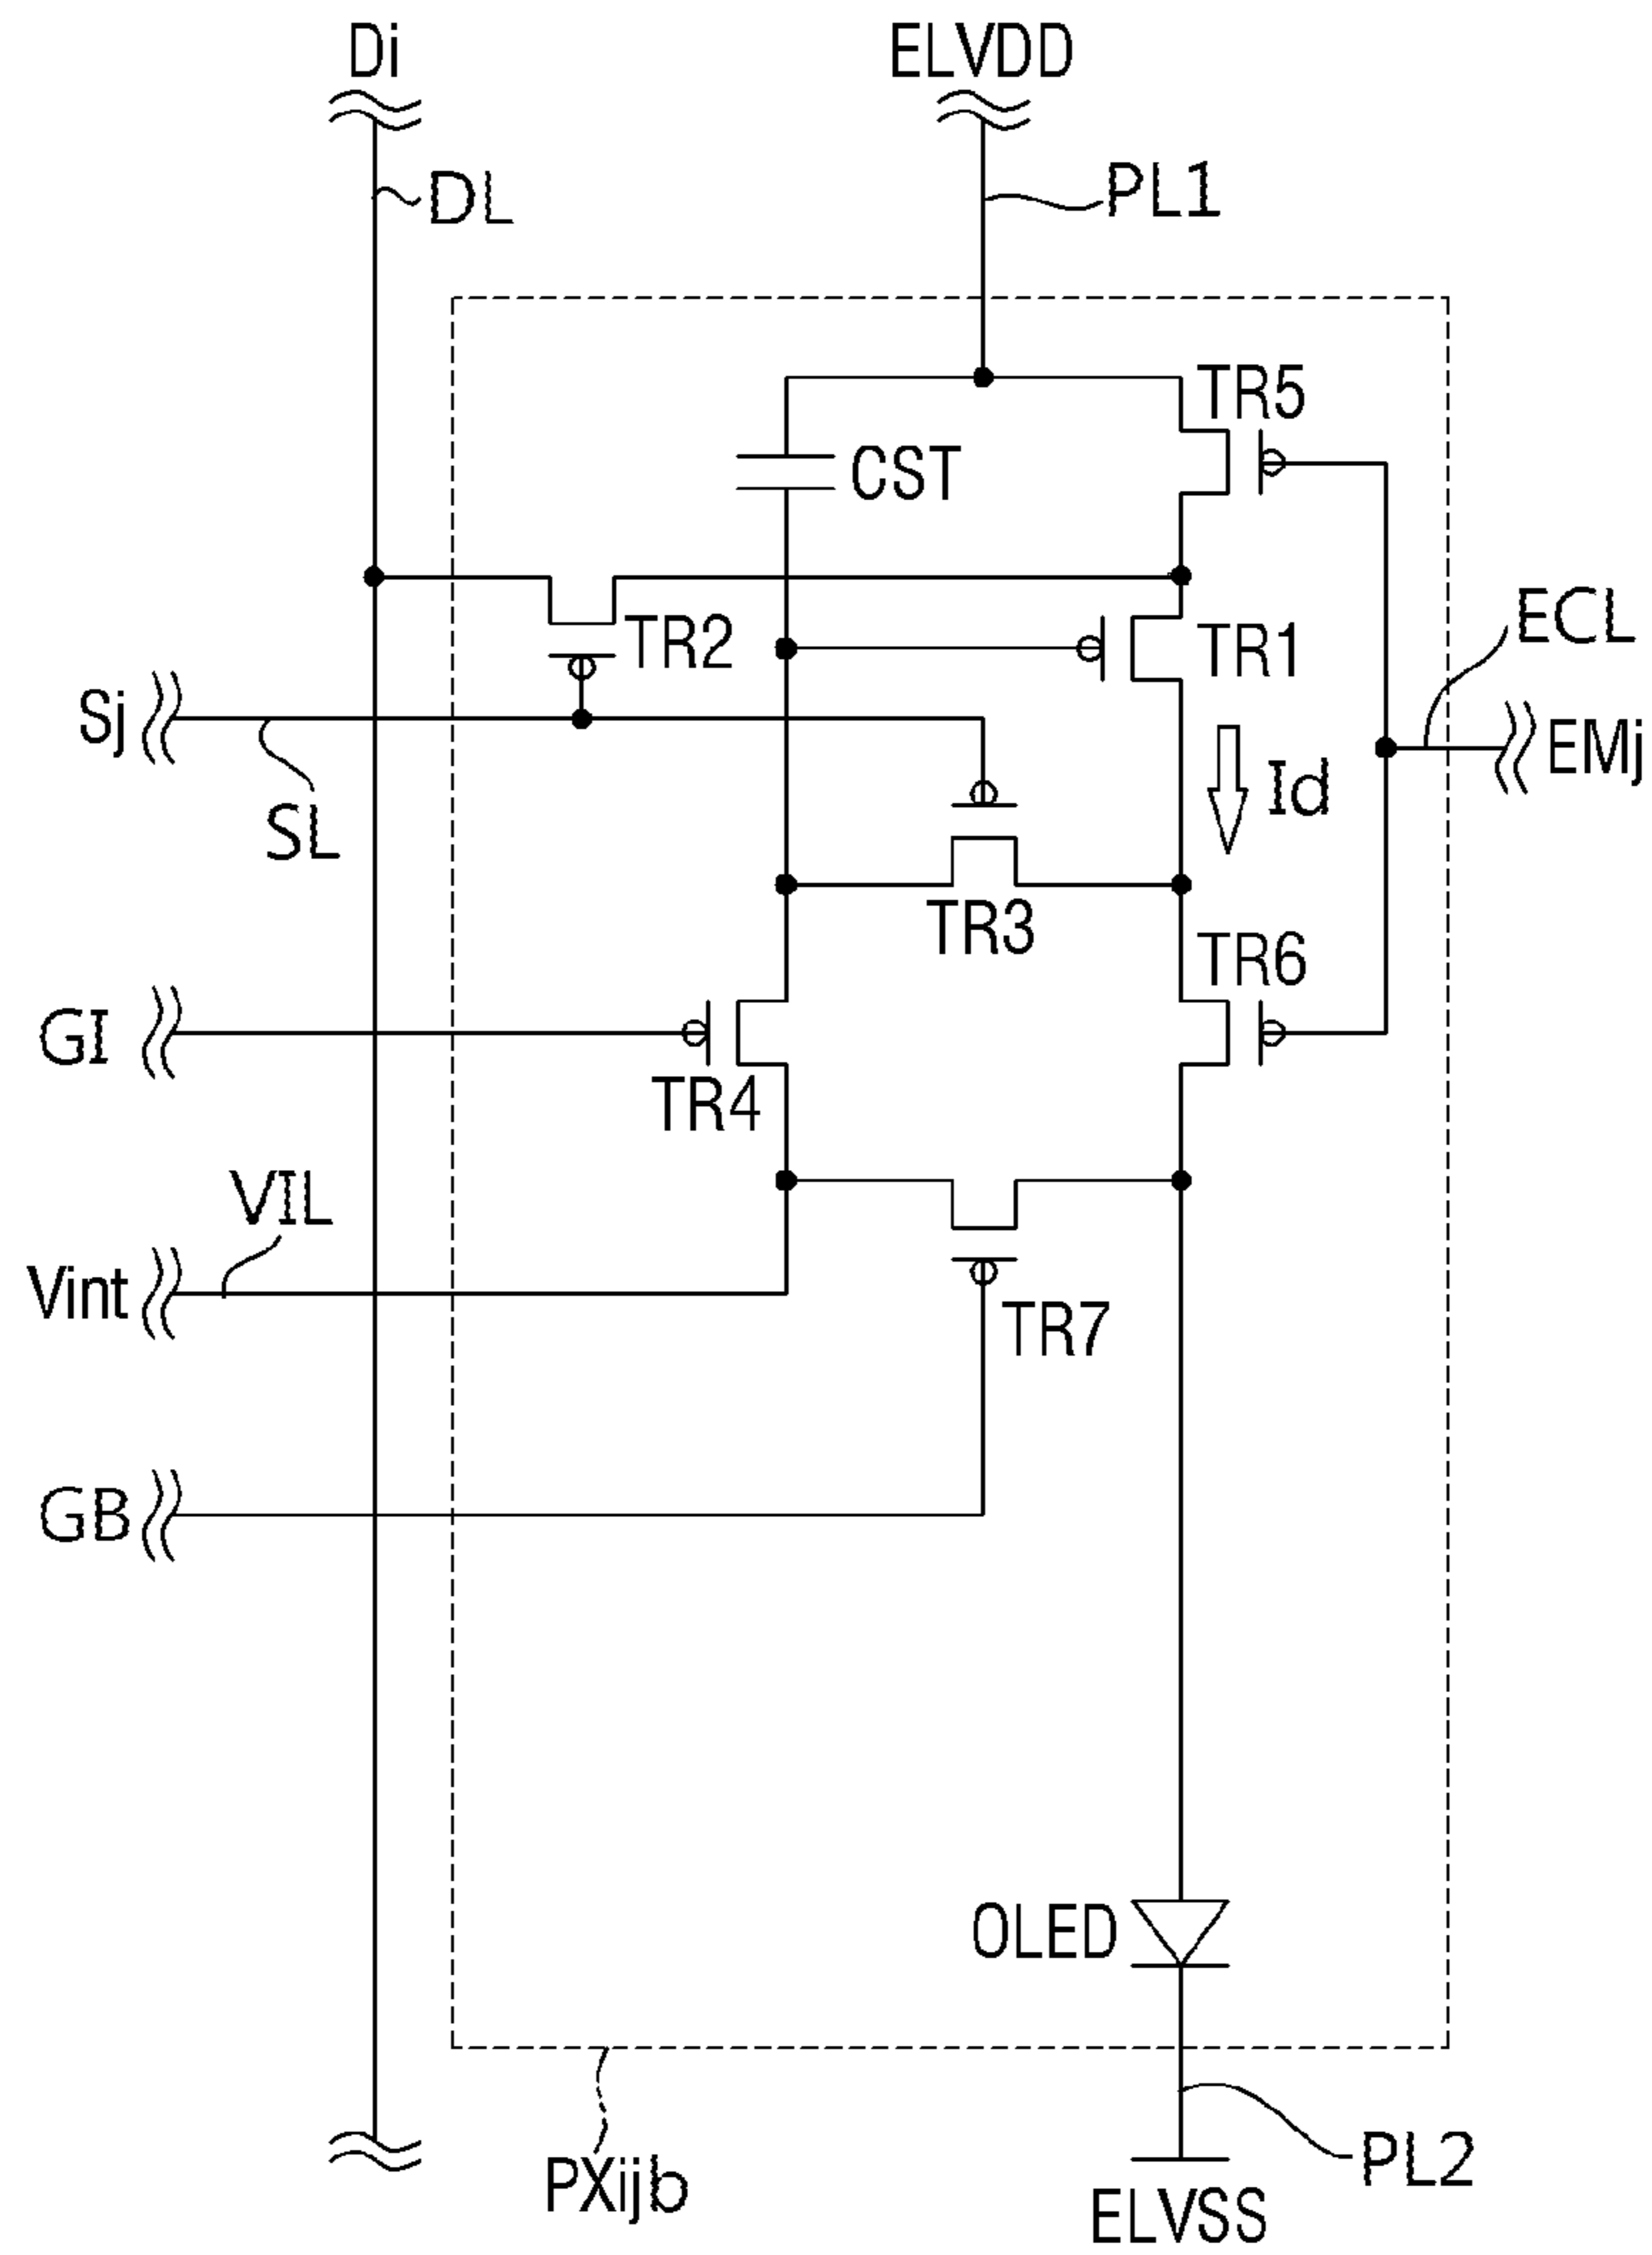 Di
ELVDD
DL
PL1
TR5
CST
TR2
TR1
ECL
Sj
EMj
Id
SL
TR3
TR6
GI
TR4
VIL
Vint
TR7
GB
OLED
PXijb
PL2
ELVSS